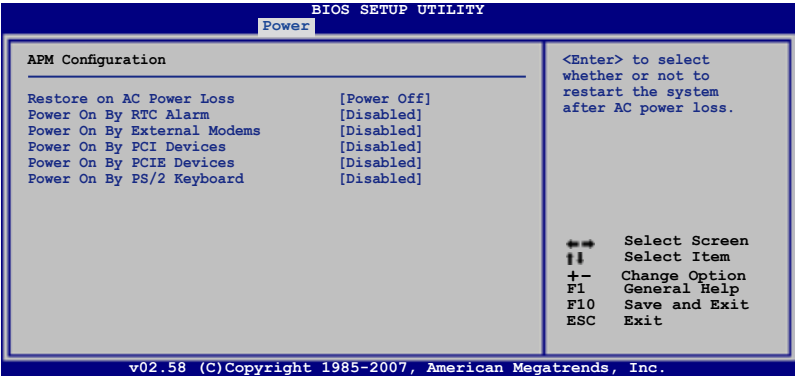 BIOS SETUP UTILITY
Power
APM Configuration
Restore on AC Power Loss [Power Off]
Power On By RTC Alarm [Disabled]
Power On By External Modems [Disabled]
Power On By PCI Devices [Disabled]
Power On By PCIE Devices [Disabled]
Power On By PS/2 Keyboard [Disabled]
<Enter> to select
whether or not to
restart the system
after AC power loss.
←→ Select Screen
↑↓ Select Item
+- Change Option
F1 General Help
F10 Save and Exit
ESC Exit
v02.58 (C)Copyright 1985-2007, American Megatrends, Inc.